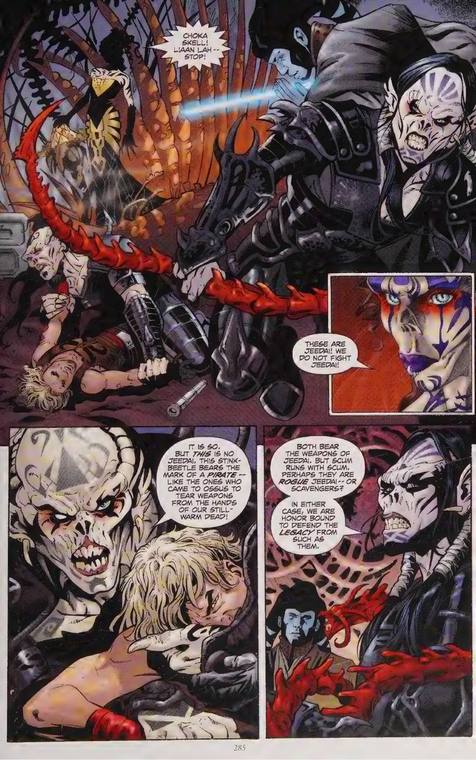 CHOKA
SKELL!
LIAAN LAH--
STOP!
THESE ARE
JEEDAI! WE
DO NOT FIGHT
JEEDAI!
IT IS SO.
BUT THIS IS NO
JEEDAI. THIS STINK-
BEETLE BEARS THE
MARK OF A PIRATE --
LIKE THE ONES WHO
CAME TO OSSUS TO
TEAR WEAPONS
FROM THE HANDS
OF OUR STILL-
WARM DEAD!
BOTH BEAR
THE WEAPONS OF
JEEDAI. BUT SCUM
RUNS WITH SCUM.
PERHAPS THEY ARE
ROGUE JEEDAI -- OR
SCAVENGERS?
IN EITHER
CASE, WE ARE
HONOR BOUND
TO DEFEND THE
LEGACY FROM
SUCH AS
THEM.
285